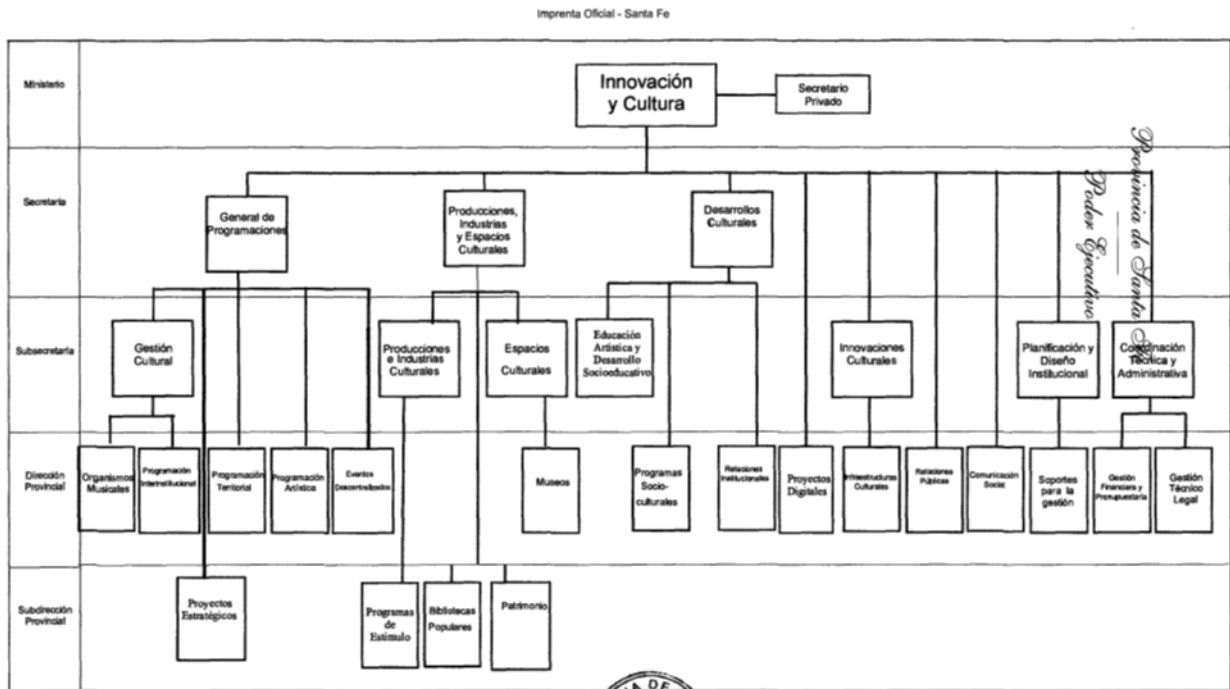 Imprenta Oficial - Santa Fe
Ministerio
Innovación
y Cultura
Secretario
Privado
Provincia de Santa Fe
Poder Ejecutivo
Secretaría
General de
Programaciones
Producciones,
Industrias
y Espacios
Culturales
Desarrollos
Culturales
Subsecretaría
Gestión
Cultural
Producciones
e Industrias
Culturales
Espacios
Culturales
Educación
Artística y
Desarrollo
Socioeducativo
Innovaciones
Culturales
Planificación y
Diseño
Institucional
Coordinación
Técnica y
Administrativa
Dirección
Provincial
Organismos
Musicales
Programación
Interinstitucional
Programación
Territorial
Programación
Artística
Eventos
Descentralizados
Museos
Programas
Socio-
culturales
Relaciones
Institucionales
Proyectos
Digitales
Infraestructuras
Culturales
Relaciones
Públicas
Comunicación
Social
Soportes
para la
gestión
Gestión
Financiera y
Presupuestaria
Gestión
Técnico
Legal
Subdirección
Provincial
Proyectos
Estratégicos
Programas
de
Estímulo
Bibliotecas
Populares
Patrimonio
DE